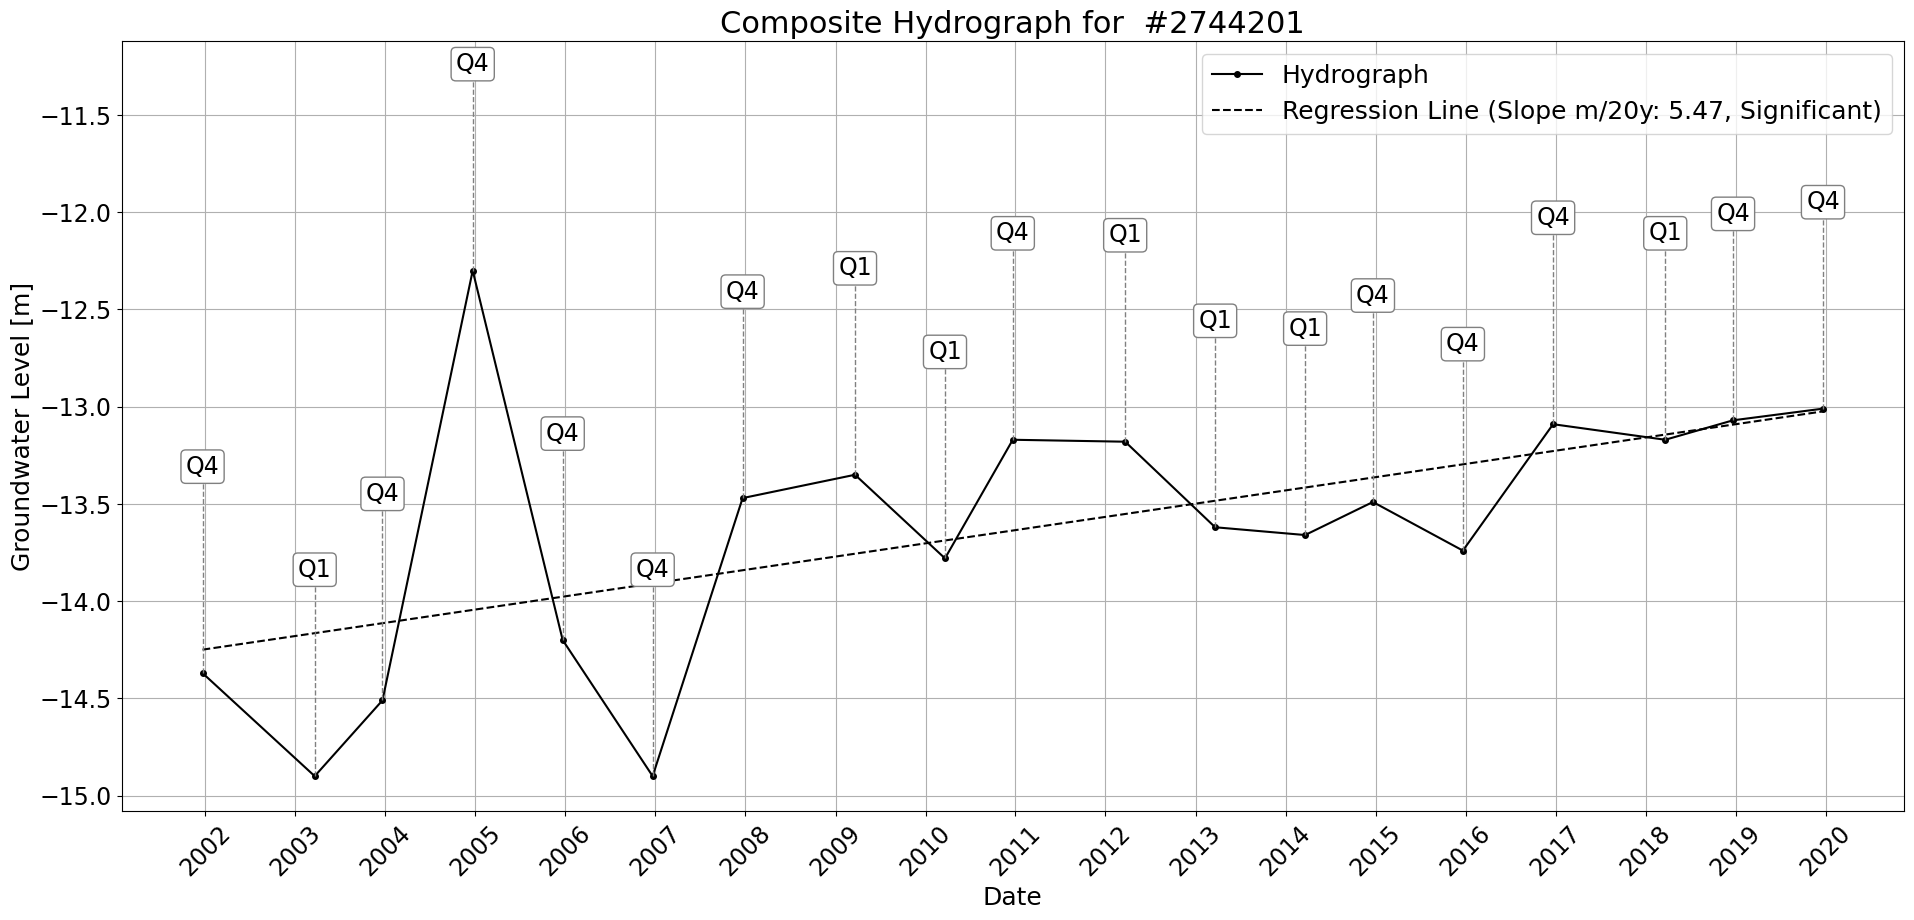 Composite Hydrograph for  #2744201
Hydrograph
Regression Line (Slope m/20y: 5.47, Significant)
Groundwater Level [m]
−11.5
−12.0
−12.5
−13.0
−13.5
−14.0
−14.5
−15.0
Q4
Q1
Q4
Q4
Q4
Q4
Q4
Q1
Q1
Q4
Q1
Q1
Q1
Q4
Q4
Q4
Q1
Q4
Q4
2002
2003
2004
2005
2006
2007
2008
2009
2010
2011
2012
2013
2014
2015
2016
2017
2018
2019
2020
Date